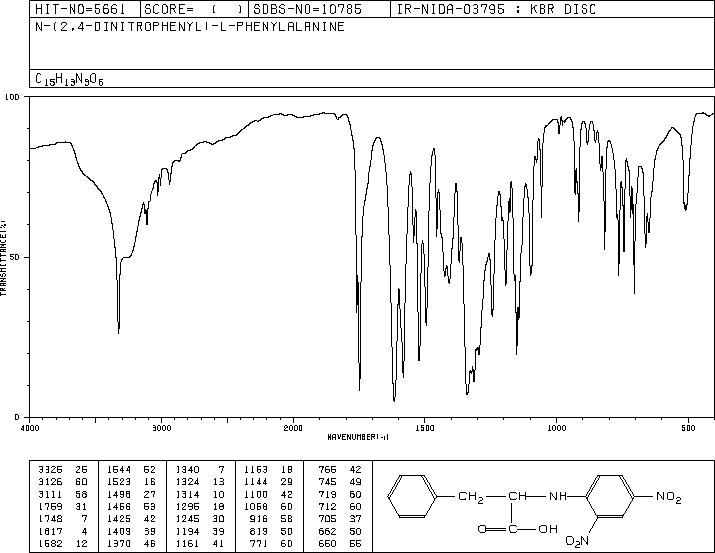 HIT-NO=5661 SCORE= ( ) SDBS-NO=10785 IR-NIDA-03795 : KBR DISC
N-(2,4-DINITROPHENYL)-L-PHENYLALANINE
C15H13N3O6
100
50
0
TRANSMITTANCE(%)
4000 3000 2000 1500 1000 500
WAVENUMBER(-1)
3325 26 1544 52 1340 7 1153 18 766 42
3126 60 1523 16 1324 13 1144 29 745 49
3111 58 1498 27 1314 10 1100 42 719 60
1759 31 1456 53 1295 18 1058 60 712 60
1748 7 1425 42 1245 30 916 58 705 37
1617 4 1409 39 1194 39 819 50 662 50
1582 12 1370 46 1161 41 771 60 650 55
CH2 CH NH NO2
O C OH
O2N